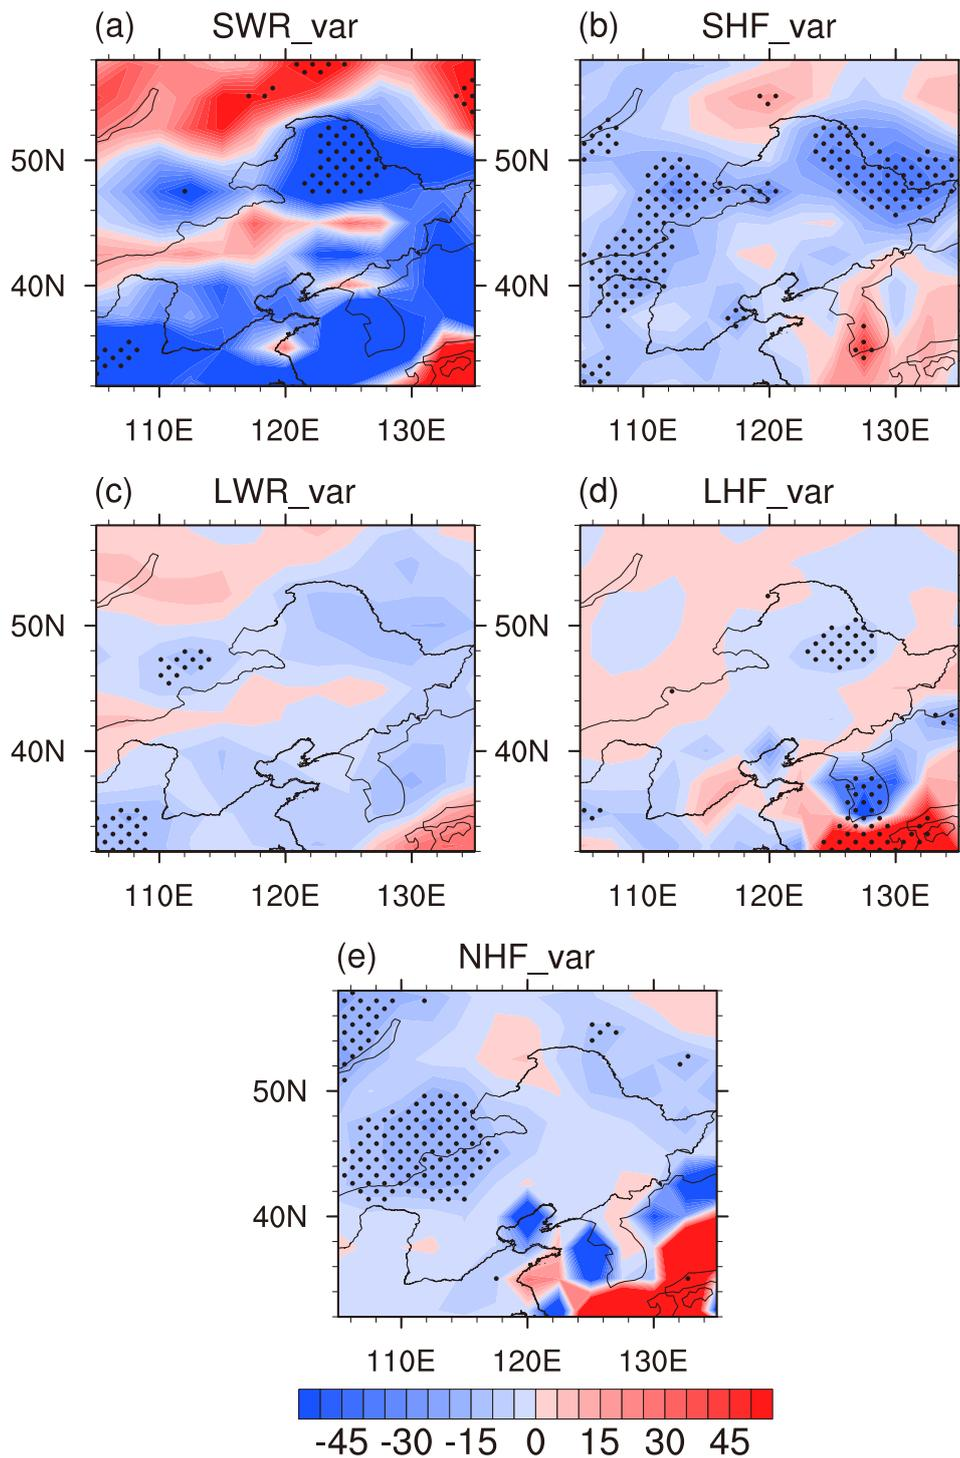 (a) SWR_var
(b) SHF_var
50N
40N
110E 120E 130E
50N
40N
110E 120E 130E
(c) LWR_var
(d) LHF_var
50N
40N
110E 120E 130E
50N
40N
110E 120E 130E
(e) NHF_var
50N
40N
110E 120E 130E
-45 -30 -15 0 15 30 45